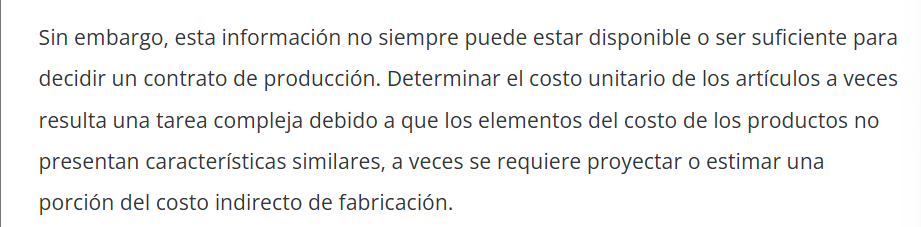 Sin embargo, esta información no siempre puede estar disponible o ser suficiente para
decidir un contrato de producción. Determinar el costo unitario de los artículos a veces
resulta una tarea compleja debido a que los elementos del costo de los productos no
presentan características similares, a veces se requiere proyectar o estimar una
porción del costo indirecto de fabricación.